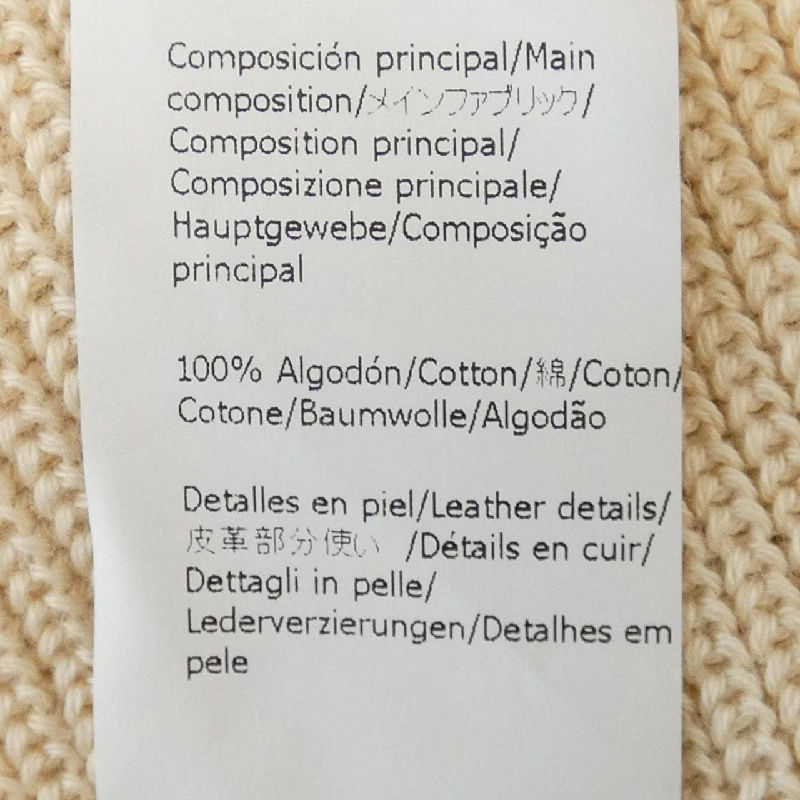 Composición principal/Main
composition/メインファブリック/
Composition principal/
Composizione principale/
Hauptgewebe/Composição
principal
100% Algodón/Cotton/綿/Coton/
Cotone/Baumwolle/Algodão
Detalles en piel/Leather details/
皮革部分使い /Détails en cuir/
Dettagli in pelle/
Lederverzierungen/Detalhes em
pele